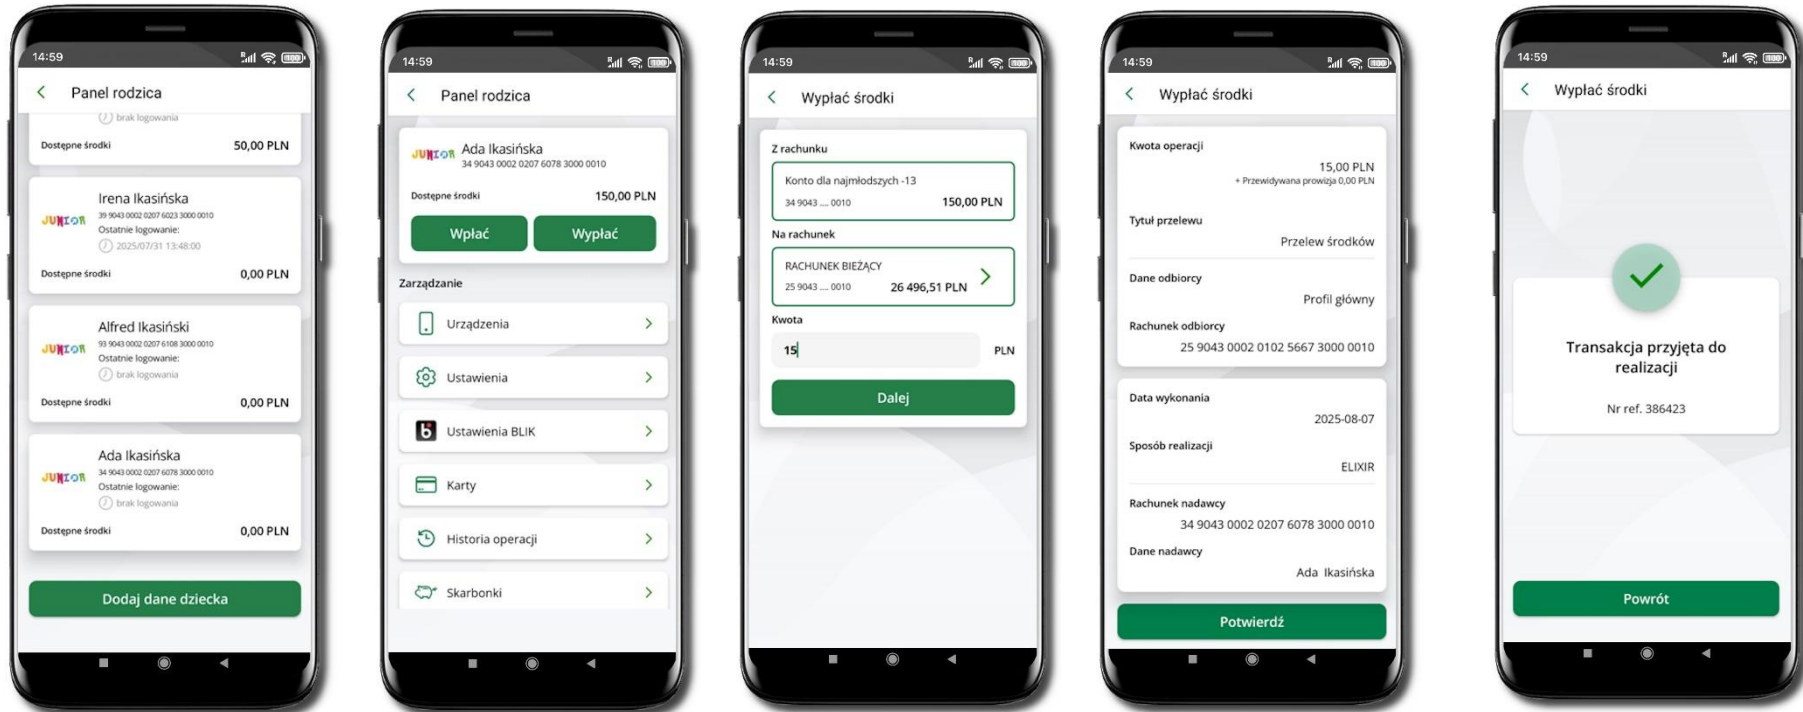 14:59
Panel rodzica
brak logowania
Dostępne środki 50,00 PLN
JUNIOR
Irena Ikasińska
39 9043 0002 0207 6023 3000 0010
Ostatnie logowanie:
2025/07/31 13:48:00
Dostępne środki 0,00 PLN
JUNIOR
Alfred Ikasiński
93 9043 0002 0207 6108 3000 0010
Ostatnie logowanie:
brak logowania
Dostępne środki 0,00 PLN
JUNIOR
Ada Ikasińska
34 9043 0002 0207 6078 3000 0010
Ostatnie logowanie:
brak logowania
Dostępne środki 0,00 PLN
Dodaj dane dziecka
14:59
Panel rodzica
JUNIOR
Ada Ikasińska
34 9043 0002 0207 6078 3000 0010
Dostępne środki 150,00 PLN
Wpłać Wypłać
Zarządzanie
Urządzenia
Ustawienia
Ustawienia BLIK
Karty
Historia operacji
Skarbonki
14:59
Wypłać środki
Z rachunku
Konto dla najmłodszych -13
34 9043 .... 0010 150,00 PLN
Na rachunek
RACHUNEK BIEŻĄCY
25 9043 .... 0010 26 496,51 PLN
Kwota
15 PLN
Dalej
14:59
Wypłać środki
Kwota operacji
15,00 PLN
+ Przewidywana prowizja 0,00 PLN
Tytuł przelewu
Przelew środków
Dane odbiorcy
Profil główny
Rachunek odbiorcy
25 9043 0002 0102 5667 3000 0010
Data wykonania
2025-08-07
Sposób realizacji
ELIXIR
Rachunek nadawcy
34 9043 0002 0207 6078 3000 0010
Dane nadawcy
Ada Ikasińska
Potwierdź
14:59
Wypłać środki
Transakcja przyjęta do
realizacji
Nr ref. 386423
Powrót